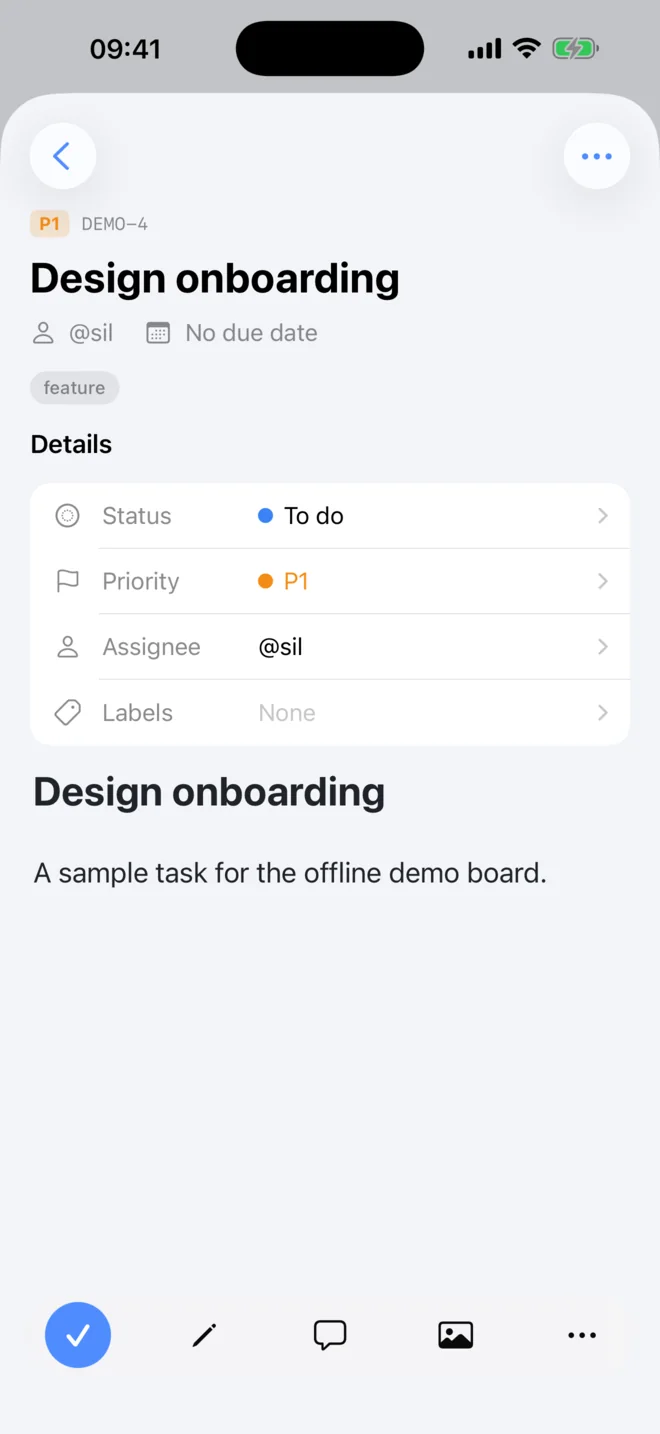 09:41
P1 DEMO–4
Design onboarding
@sil No due date
feature
Details
Status To do
Priority P1
Assignee @sil
Labels None
Design onboarding
A sample task for the offline demo board.